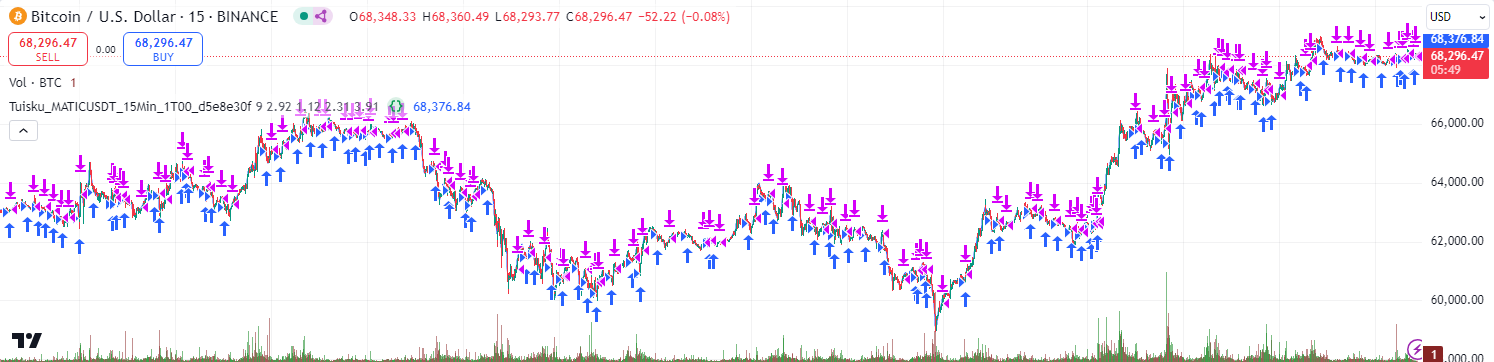 Bitcoin / U.S. Dollar · 15 · BINANCE O68,348.33 H68,360.49 L68,293.77 C68,296.47 −52.22 (−0.08%)
USD
68,296.47
SELL
0.00
68,296.47
BUY
68,376.84
68,296.47
05:49
Vol · BTC 1
Tuisku_MATICUSDT_15Min_1T00_d5e8e30f 9 2.92 1.12 2.31 3.91 68,376.84
66,000.00
64,000.00
62,000.00
60,000.00
1